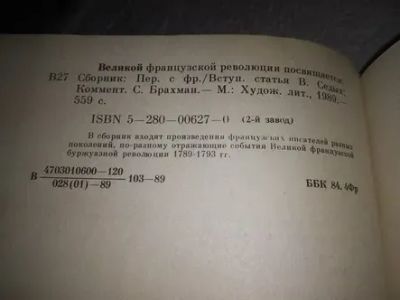 Великой французской революции посвящается:
В27 Сборник: Пер. с фр./Вступ. статья В. Седых;
Коммент. С. Брахман.— М.: Худож. лит., 1989.—
559 с.
ISBN 5—280—00627—0 (2-й завод)
В сборник входят произведения французских писателей разных
поколений, по-разному отражающие события Великой французской
буржуазной революции 1789-1793 гг.
В 4703010600—120
028(01)—89 103-89
ББК 84.4Фр